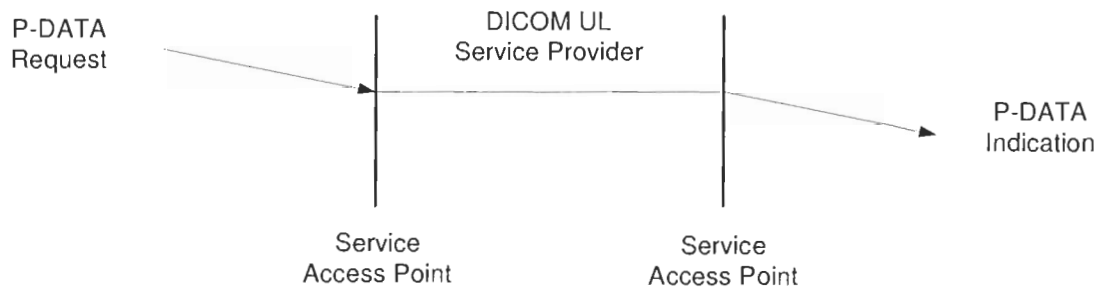 P-DATA
Request
DICOM UL
Service Provider
P-DATA
Indication
Service
Access Point
Service
Access Point